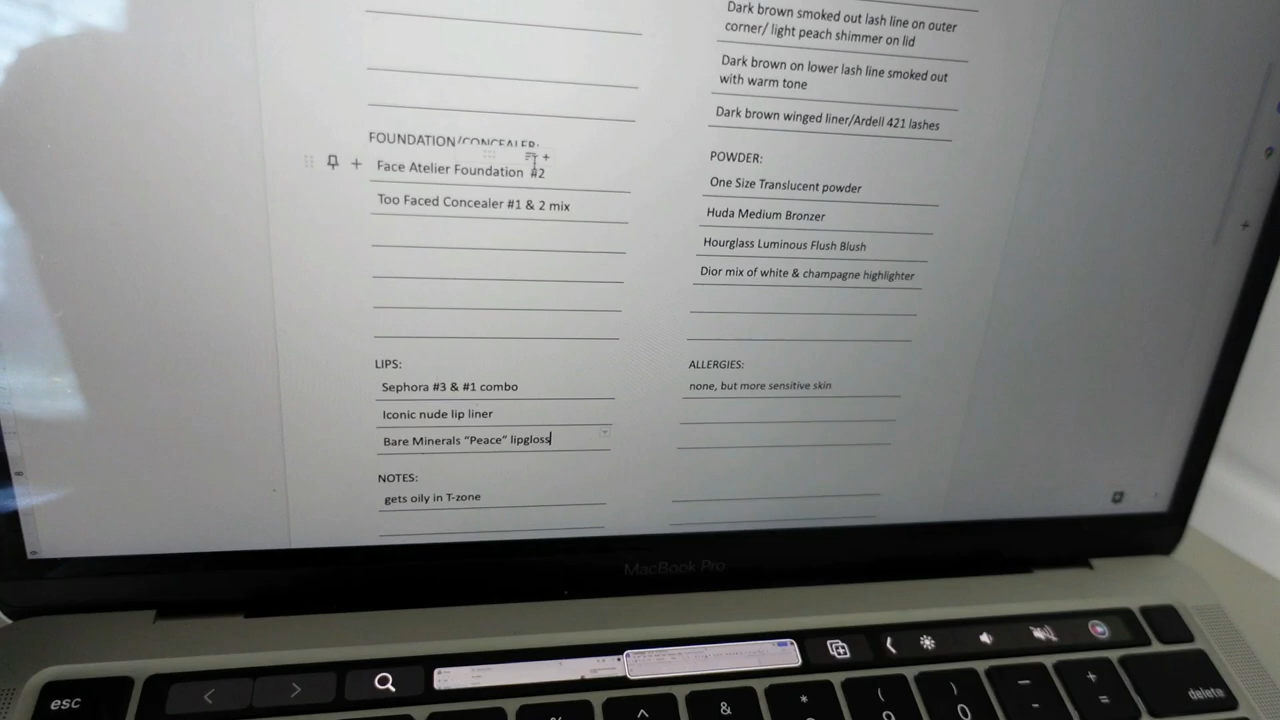 Dark brown smoked out lash line on outer
corner/ light peach shimmer on lid
Dark brown on lower lash line smoked out
with warm tone
Dark brown winged liner/Ardell 421 lashes
FOUNDATION/CONCEALER:
Face Atelier Foundation #2
Too Faced Concealer #1 & 2 mix
POWDER:
One Size Translucent powder
Huda Medium Bronzer
Hourglass Luminous Flush Blush
Dior mix of white & champagne highlighter
LIPS:
Sephora #3 & #1 combo
Iconic nude lip liner
Bare Minerals “Peace” lipgloss
ALLERGIES:
none, but more sensitive skin
NOTES:
gets oily in T-zone
MacBook Pro
esc
^
&
*
(
)
0
–
-
+
=
delete